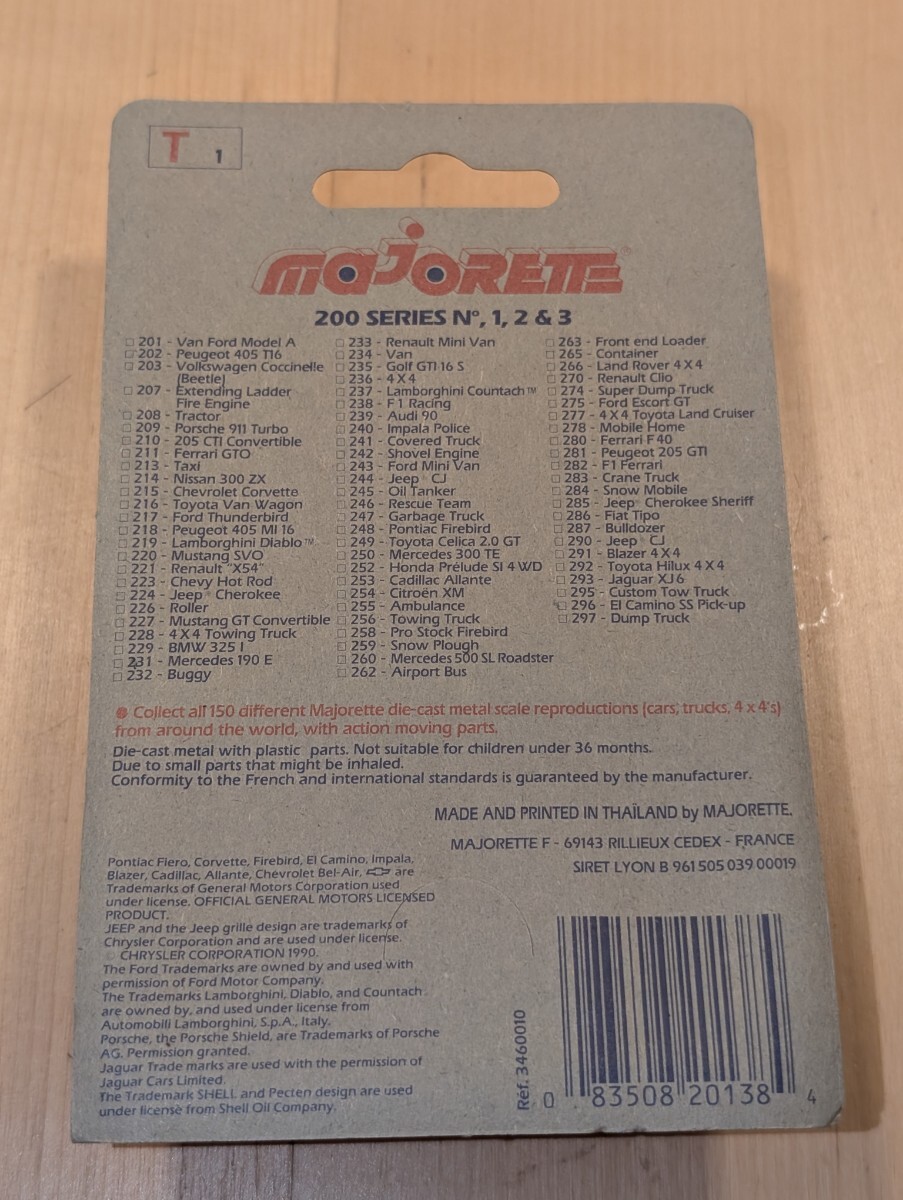 T 1
MAJORETTE®
200 SERIES N°, 1, 2 & 3
201 - Van Ford Model A
202 - Peugeot 405 T16
203 - Volkswagen Coccinelle
(Beetle)
207 - Extending Ladder
Fire Engine
208 - Tractor
209 - Porsche 911 Turbo
210 - 205 CTI Convertible
211 - Ferrari GTO
213 - Taxi
214 - Nissan 300 ZX
215 - Chevrolet Corvette
216 - Toyota Van Wagon
217 - Ford Thunderbird
218 - Peugeot 405 MI 16
219 - Lamborghini Diablo™
220 - Mustang SVO
221 - Renault "X54"
223 - Chevy Hot Rod
224 - Jeep Cherokee
226 - Roller
227 - Mustang GT Convertible
228 - 4X4 Towing Truck
229 - BMW 325 I
231 - Mercedes 190 E
232 - Buggy
233 - Renault Mini Van
234 - Van
235 - Golf GTI 16 S
236 - 4X4
237 - Lamborghini Countach™
238 - F1 Racing
239 - Audi 90
240 - Impala Police
241 - Covered Truck
242 - Shovel Engine
243 - Ford Mini Van
244 - Jeep CJ
245 - Oil Tanker
246 - Rescue Team
247 - Garbage Truck
248 - Pontiac Firebird
249 - Toyota Celica 2.0 GT
250 - Mercedes 300 TE
252 - Honda Prélude SI 4 WD
253 - Cadillac Allante
254 - Citroën XM
255 - Ambulance
256 - Towing Truck
258 - Pro Stock Firebird
259 - Snow Plough
260 - Mercedes 500 SL Roadster
262 - Airport Bus
263 - Front end Loader
265 - Container
266 - Land Rover 4X4
270 - Renault Clio
274 - Super Dump Truck
275 - Ford Escort GT
277 - 4X4 Toyota Land Cruiser
278 - Mobile Home
280 - Ferrari F40
281 - Peugeot 205 GTI
282 - F1 Ferrari
283 - Crane Truck
284 - Snow Mobile
285 - Jeep Cherokee Sheriff
286 - Fiat Tipo
287 - Bulldozer
290 - Jeep CJ
291 - Blazer 4X4
292 - Toyota Hilux 4X4
293 - Jaguar XJ6
295 - Custom Tow Truck
296 - El Camino SS Pick-up
297 - Dump Truck
Collect all 150 different Majorette die-cast metal scale reproductions (cars, trucks, 4 x 4's)
from around the world, with action moving parts.
Die-cast metal with plastic parts. Not suitable for children under 36 months.
Due to small parts that might be inhaled.
Conformity to the French and international standards is guaranteed by the manufacturer.
MADE AND PRINTED IN THAÏLAND by MAJORETTE.
MAJORETTE F - 69143 RILLIEUX CEDEX - FRANCE
SIRET LYON B 961 505 039 00019
Pontiac Fiero, Corvette, Firebird, El Camino, Impala,
Blazer, Cadillac, Allante, Chevrolet Bel-Air, are
Trademarks of General Motors Corporation used
under license. OFFICIAL GENERAL MOTORS LICENSED
PRODUCT.
JEEP and the Jeep grille design are trademarks of
Chrysler Corporation and are used under license.
© CHRYSLER CORPORATION 1990.
The Ford Trademarks are owned by and used with
permission of Ford Motor Company.
The Trademarks Lamborghini, Diablo, and Countach
are owned by, and used under license from
Automobili Lamborghini, S.p.A., Italy.
Porsche, the Porsche Shield, are Trademarks of Porsche
AG. Permission granted.
Jaguar Trade marks are used with the permission of
Jaguar Cars Limited.
The Trademark SHELL and Pecten design are used
under license from Shell Oil Company.
Réf. 3460010
0 83508 20138 4